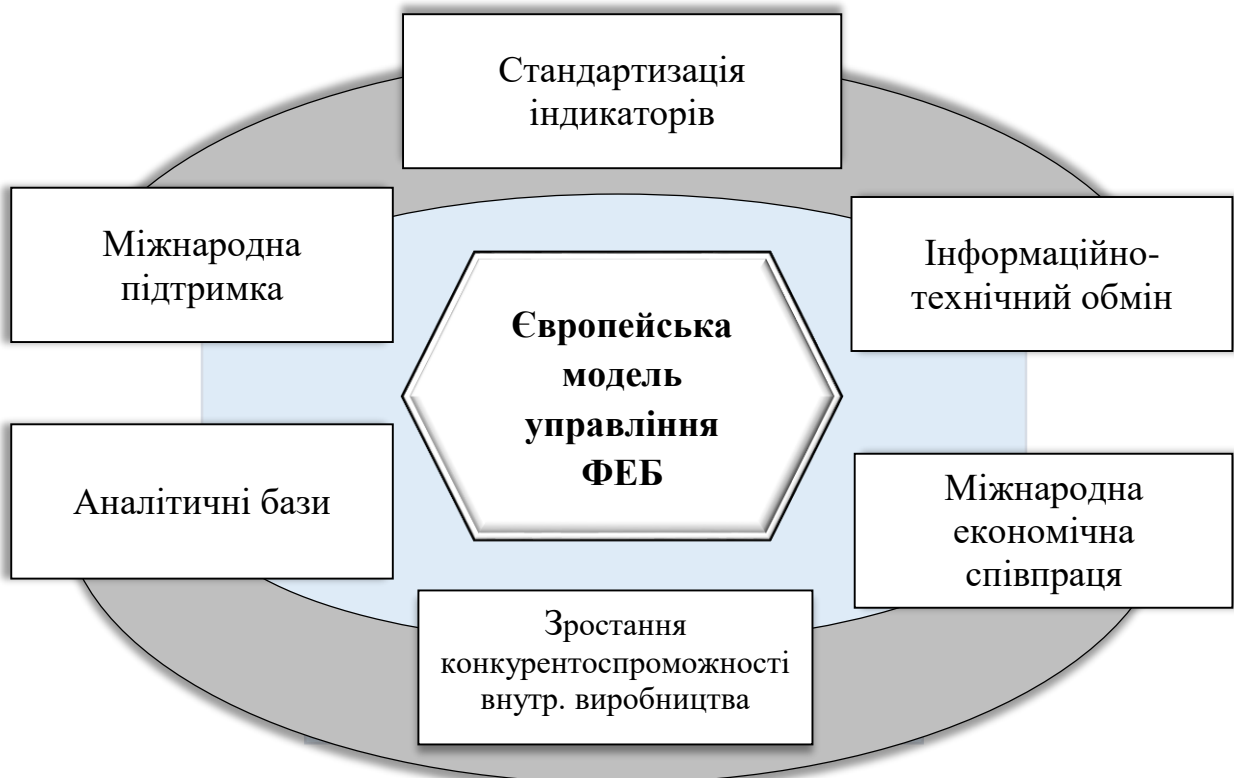 Стандартизація
індикаторів
Міжнародна
підтримка
Інформаційно-
технічний обмін
Європейська
модель
управління
ФЕБ
Аналітичні бази
Міжнародна
економічна
співпраця
Зростання
конкурентоспроможності
внутр. виробництва